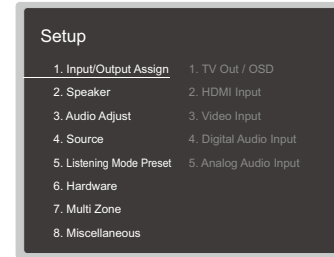 Setup
1. Input/Output Assign 1. TV Out / OSD
2. Speaker 2. HDMI Input
3. Audio Adjust 3. Video Input
4. Source 4. Digital Audio Input
5. Listening Mode Preset 5. Analog Audio Input
6. Hardware
7. Multi Zone
8. Miscellaneous